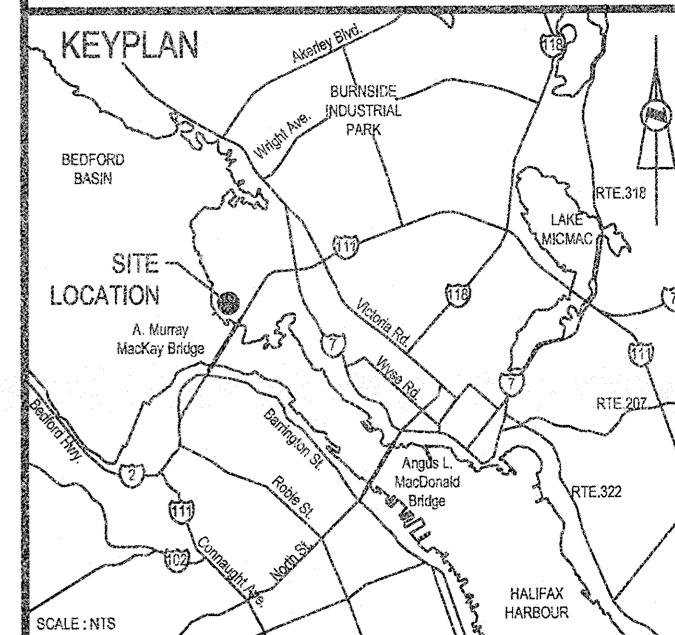 KEYPLAN
Akerley Blvd.
118
BURNSIDE
INDUSTRIAL
PARK
Wright Ave.
BEDFORD
BASIN
RTE.318
LAKE
MICMAC
111
SITE
LOCATION
118
7
A. Murray
MacKay Bridge
Victoria Rd.
7
Wyse Rd.
111
7
Bedford Hwy.
RTE.207
Barrington St.
2
Angus L.
MacDonald
Bridge
Robie St.
RTE.322
111
North St.
102
Connaught Ave.
HALIFAX
HARBOUR
SCALE : NTS